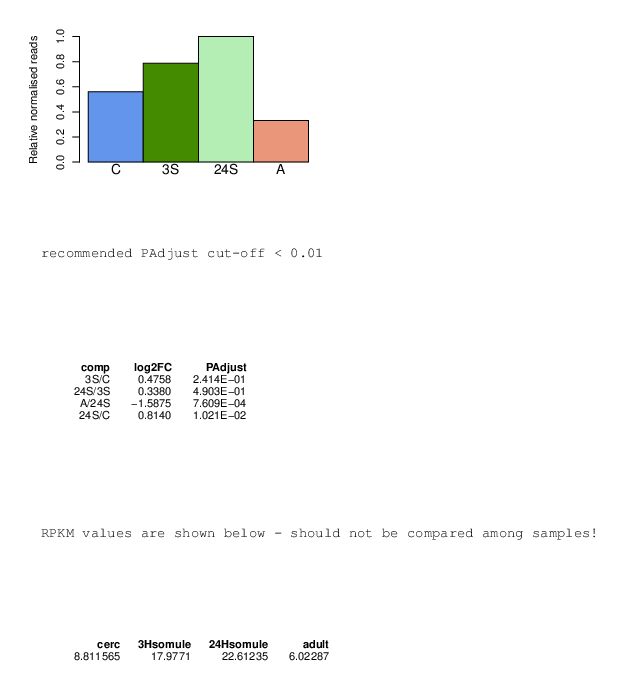 Relative normalised reads
1.0
0.8
0.6
0.4
0.2
0.0
C 3S 24S A
recommended PAdjust cut-off < 0.01
comp log2FC PAdjust
3S/C 0.4758 2.414E−01
24S/3S 0.3380 4.903E−01
A/24S −1.5875 7.609E−04
24S/C 0.8140 1.021E−02
RPKM values are shown below - should not be compared among samples!
cerc 3Hsomule 24Hsomule adult
8.811565 17.9771 22.61235 6.02287